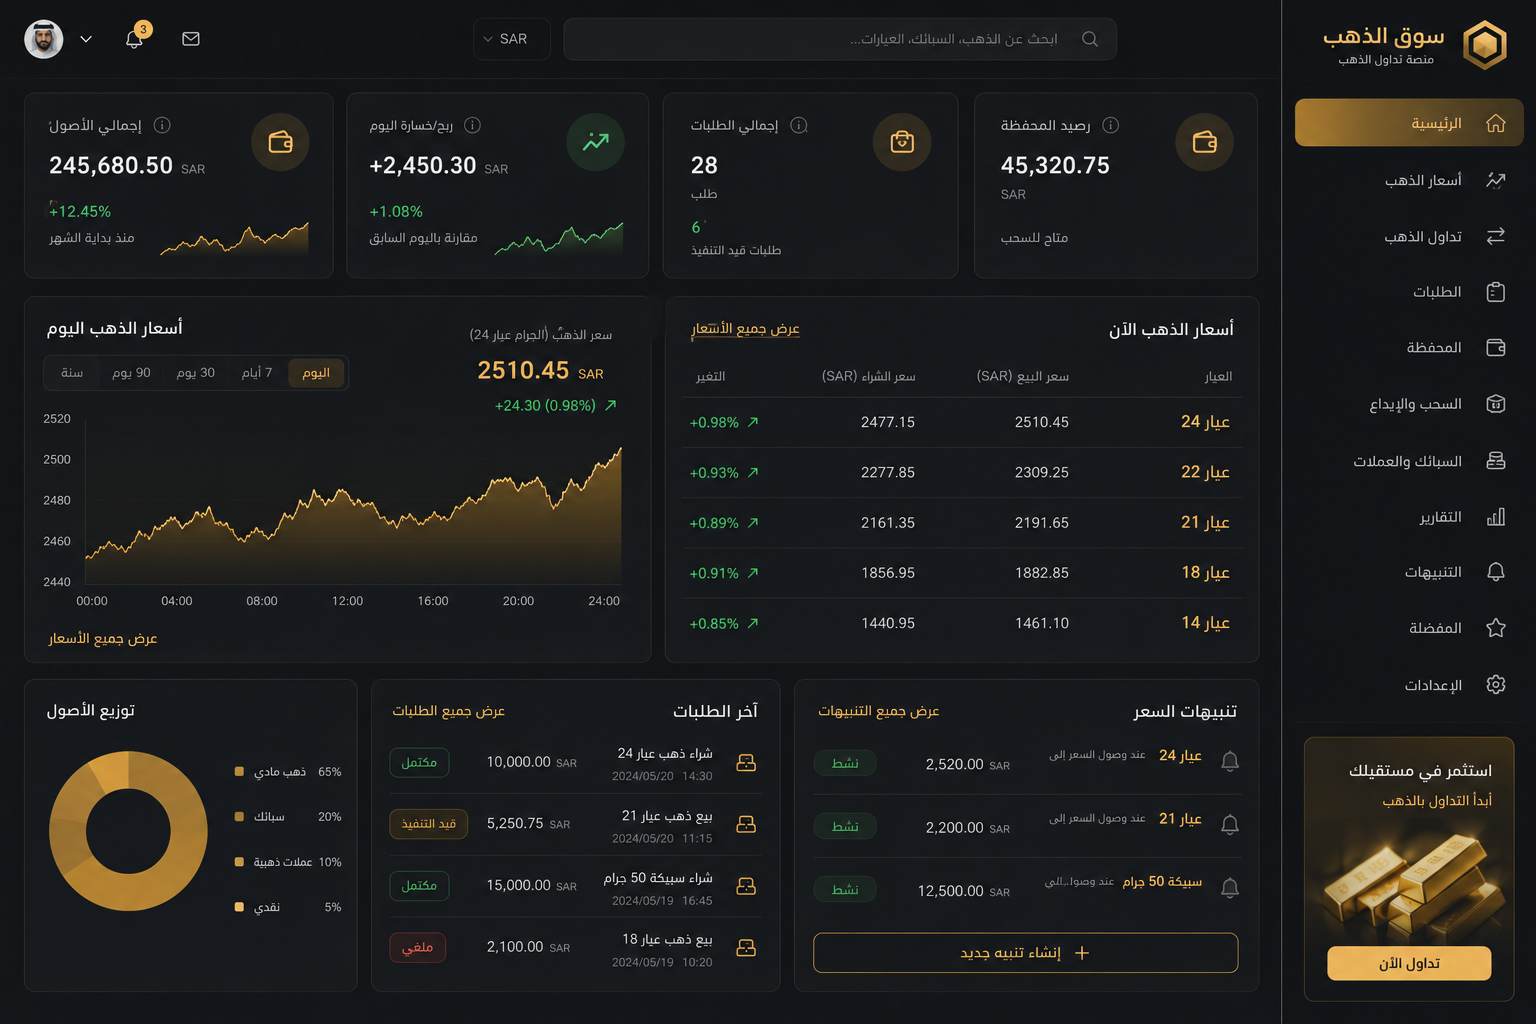 سوق الذهب
منصة تداول الذهب
الرئيسية
أسعار الذهب
تداول الذهب
الطلبات
المحفظة
السحب والإيداع
السبائك والعملات
التقارير
التنبيهات
المفضلة
الإعدادات
استثمر في مستقبلك
أبدأ التداول بالذهب
تداول الأن
ابحث عن الذهب، السبائك، العيارات...
SAR
3
رصيد المحفظة
45,320.75
SAR
متاح للسحب
إجمالي الطلبات
28
طلب
6
طلبات قيد التنفيذ
ربح/خسارة اليوم
+2,450.30 SAR
+1.08%
مقارنة باليوم السابق
إجمالي الأصول
245,680.50 SAR
+12.45%
منذ بداية الشهر
أسعار الذهب الآن
عرض جميع الأسعار
العيار سعر البيع (SAR) سعر الشراء (SAR) التغير
عيار 24 2510.45 2477.15 +0.98%
عيار 22 2309.25 2277.85 +0.93%
عيار 21 2191.65 2161.35 +0.89%
عيار 18 1882.85 1856.95 +0.91%
عيار 14 1461.10 1440.95 +0.85%
أسعار الذهب اليوم
سعر الذهب (الجرام عيار 24)
2510.45 SAR
+24.30 (0.98%)
اليوم 7 أيام 30 يوم 90 يوم سنة
2520
2500
2480
2460
2440
00:00 04:00 08:00 12:00 16:00 20:00 24:00
عرض جميع الأسعار
تنبيهات السعر
عرض جميع التنبيهات
عيار 24 عند وصول السعر إلى 2,520.00 SAR نشط
عيار 21 عند وصول السعر إلى 2,200.00 SAR نشط
سبيكة 50 جرام عند 12,500.00 SAR نشط
إنشاء تنبيه جديد
آخر الطلبات
عرض جميع الطلبات
شراء ذهب عيار 24 10,000.00 SAR مكتمل
2024/05/20 14:30
بيع ذهب عيار 21 5,250.75 SAR قيد التنفيذ
2024/05/20 11:15
شراء سبيكة 50 جرام 15,000.00 SAR مكتمل
2024/05/19 16:45
بيع ذهب عيار 18 2,100.00 SAR ملغي
2024/05/19 10:20
توزيع الأصول
ذهب مادي 65%
سبائك 20%
عملات ذهبية 10%
نقدي 5%